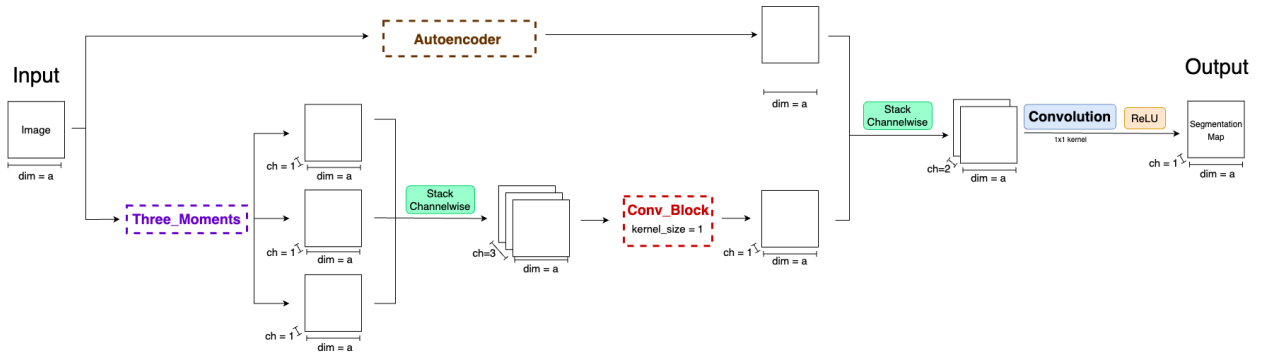 Input
Image
dim = a
Autoencoder
dim = a
Three_Moments
ch = 1
dim = a
ch = 1
dim = a
ch = 1
dim = a
Stack
Channelwise
ch=3
dim = a
Conv_Block
kernel_size = 1
ch = 1
dim = a
Stack
Channelwise
ch=2
dim = a
Convolution
1x1 kernel
ReLU
Output
Segmentation
Map
ch = 1
dim = a